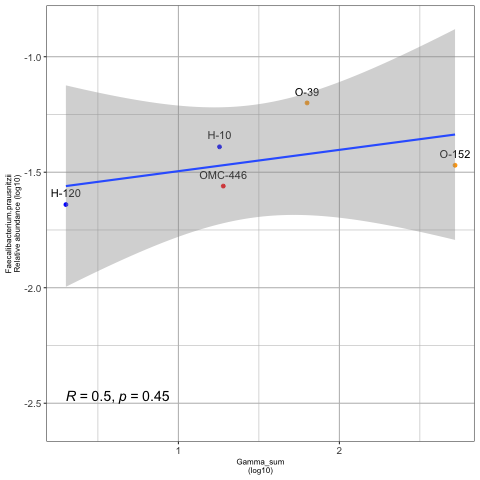 -1.0
O-39
H-10
O-152
-1.5
OMC-446
H-120
Faecalibacterium.prausnitzii
Relative abundance (log10)
-2.0
-2.5
R = 0.5, p = 0.45
1
2
Gamma_sum
(log10)